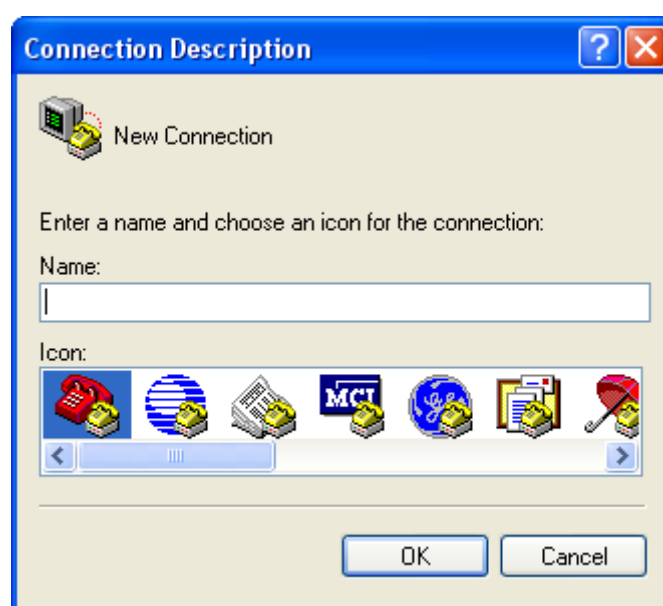 Connection Description
New Connection
Enter a name and choose an icon for the connection:
Name:
Icon:
MCI
OK
Cancel